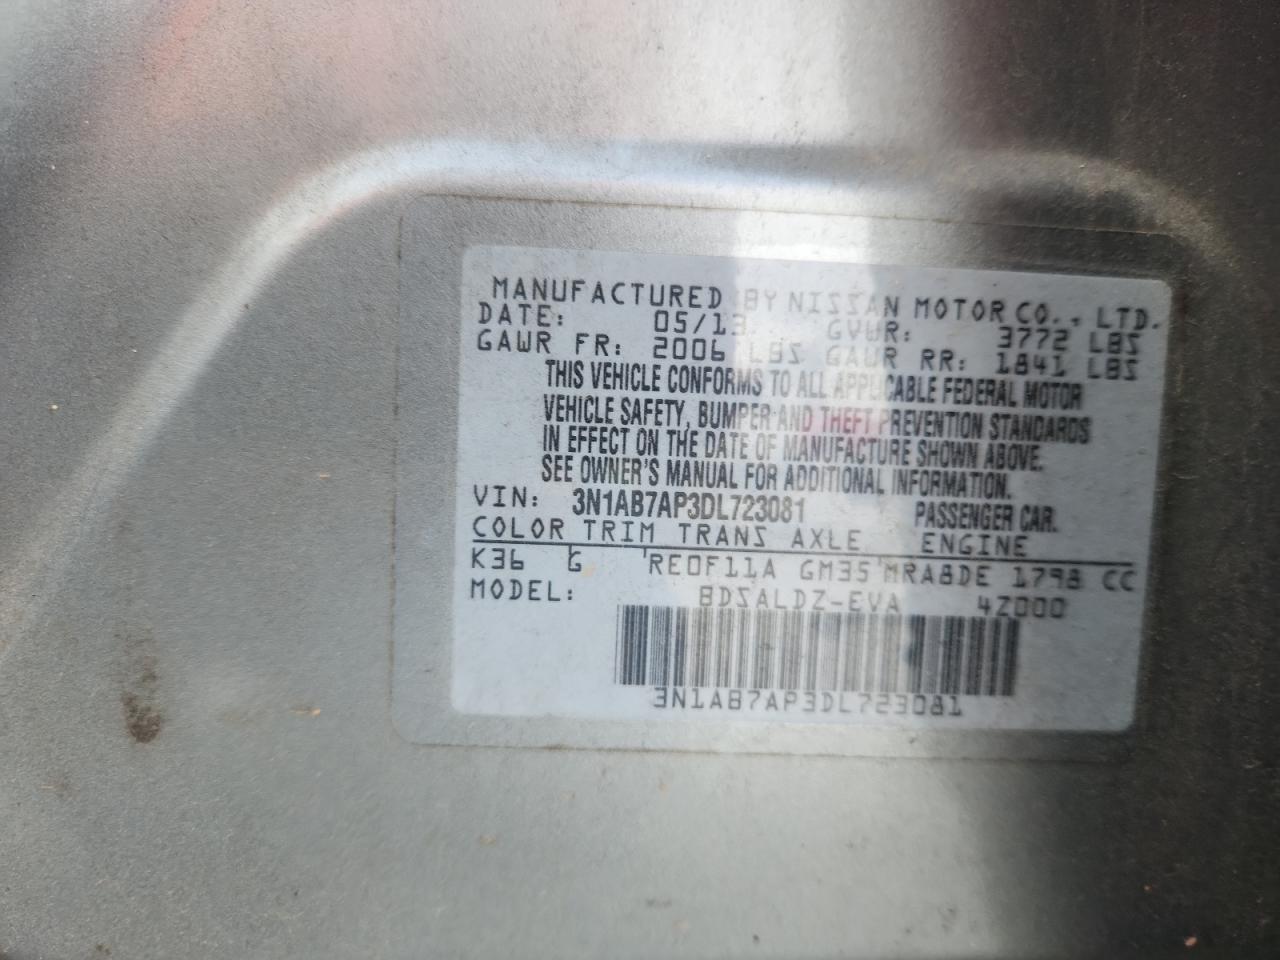 MANUFACTURED BY NISSAN MOTOR CO., LTD.
DATE: 05/13 GVWR: 3772 LBS
GAWR FR: 2006 LBS GAWR RR: 1841 LBS
THIS VEHICLE CONFORMS TO ALL APPLICABLE FEDERAL MOTOR
VEHICLE SAFETY, BUMPER AND THEFT PREVENTION STANDARDS
IN EFFECT ON THE DATE OF MANUFACTURE SHOWN ABOVE.
SEE OWNER'S MANUAL FOR ADDITIONAL INFORMATION.
VIN: 3N1AB7AP3DL723081 PASSENGER CAR.
COLOR TRIM TRANS AXLE ENGINE
K36 G RE0F11A GM35 MRA8DE 1798 CC
MODEL: BDSALDZ-EVA 4Z000
3N1AB7AP3DL723081